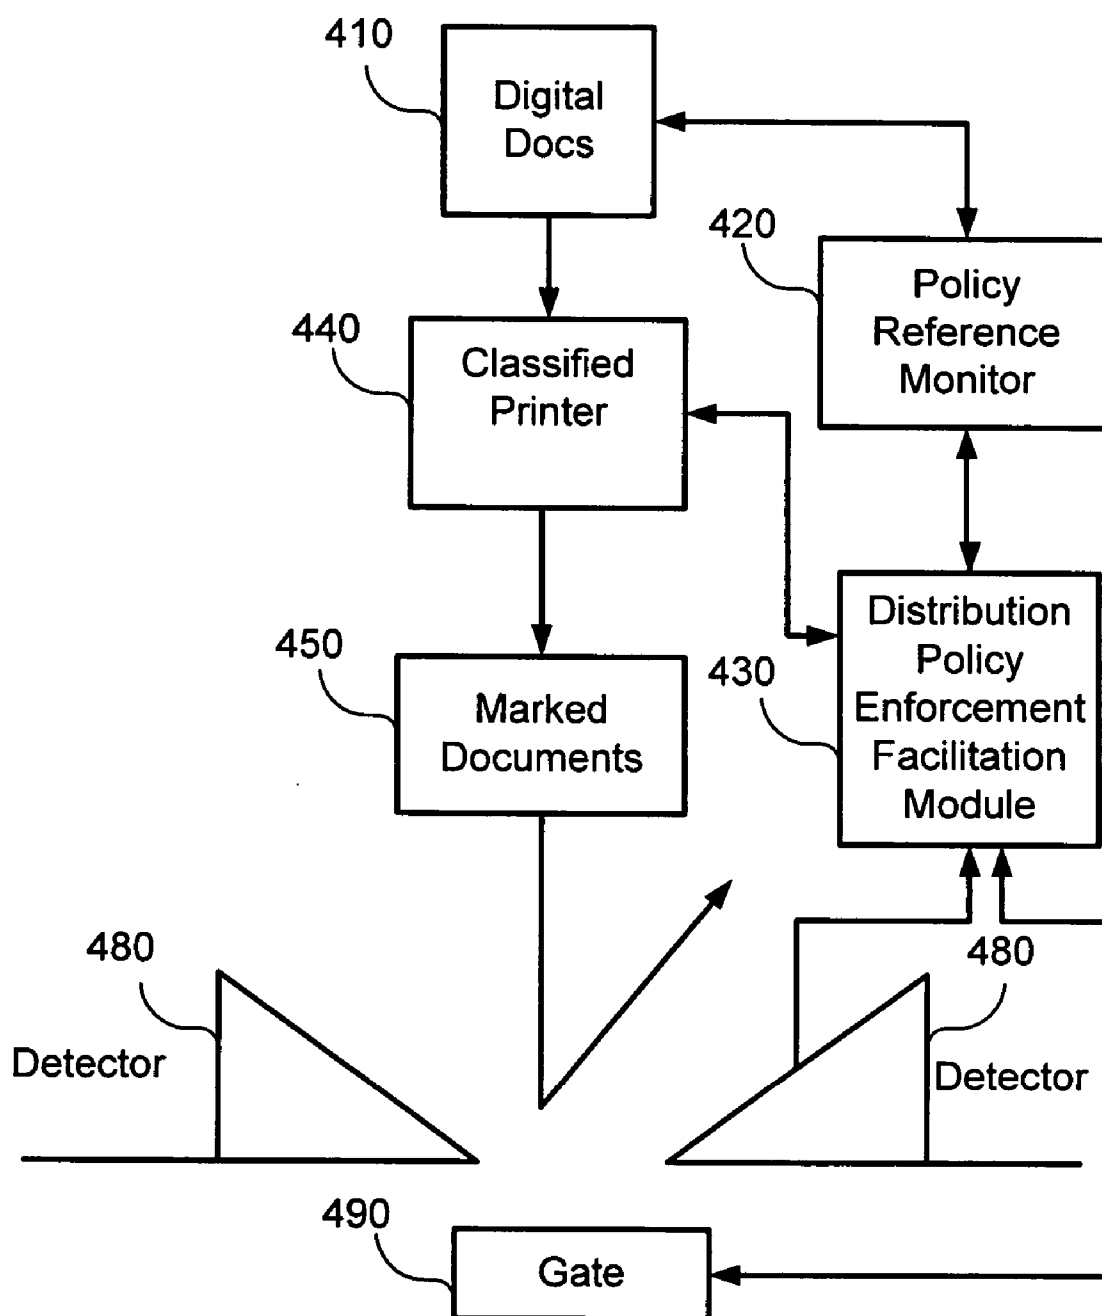 410
Digital
Docs
420
Policy
Reference
Monitor
440
Classified
Printer
450
Marked
Documents
430
Distribution
Policy
Enforcement
Facilitation
Module
480
Detector
480
Detector
490
Gate